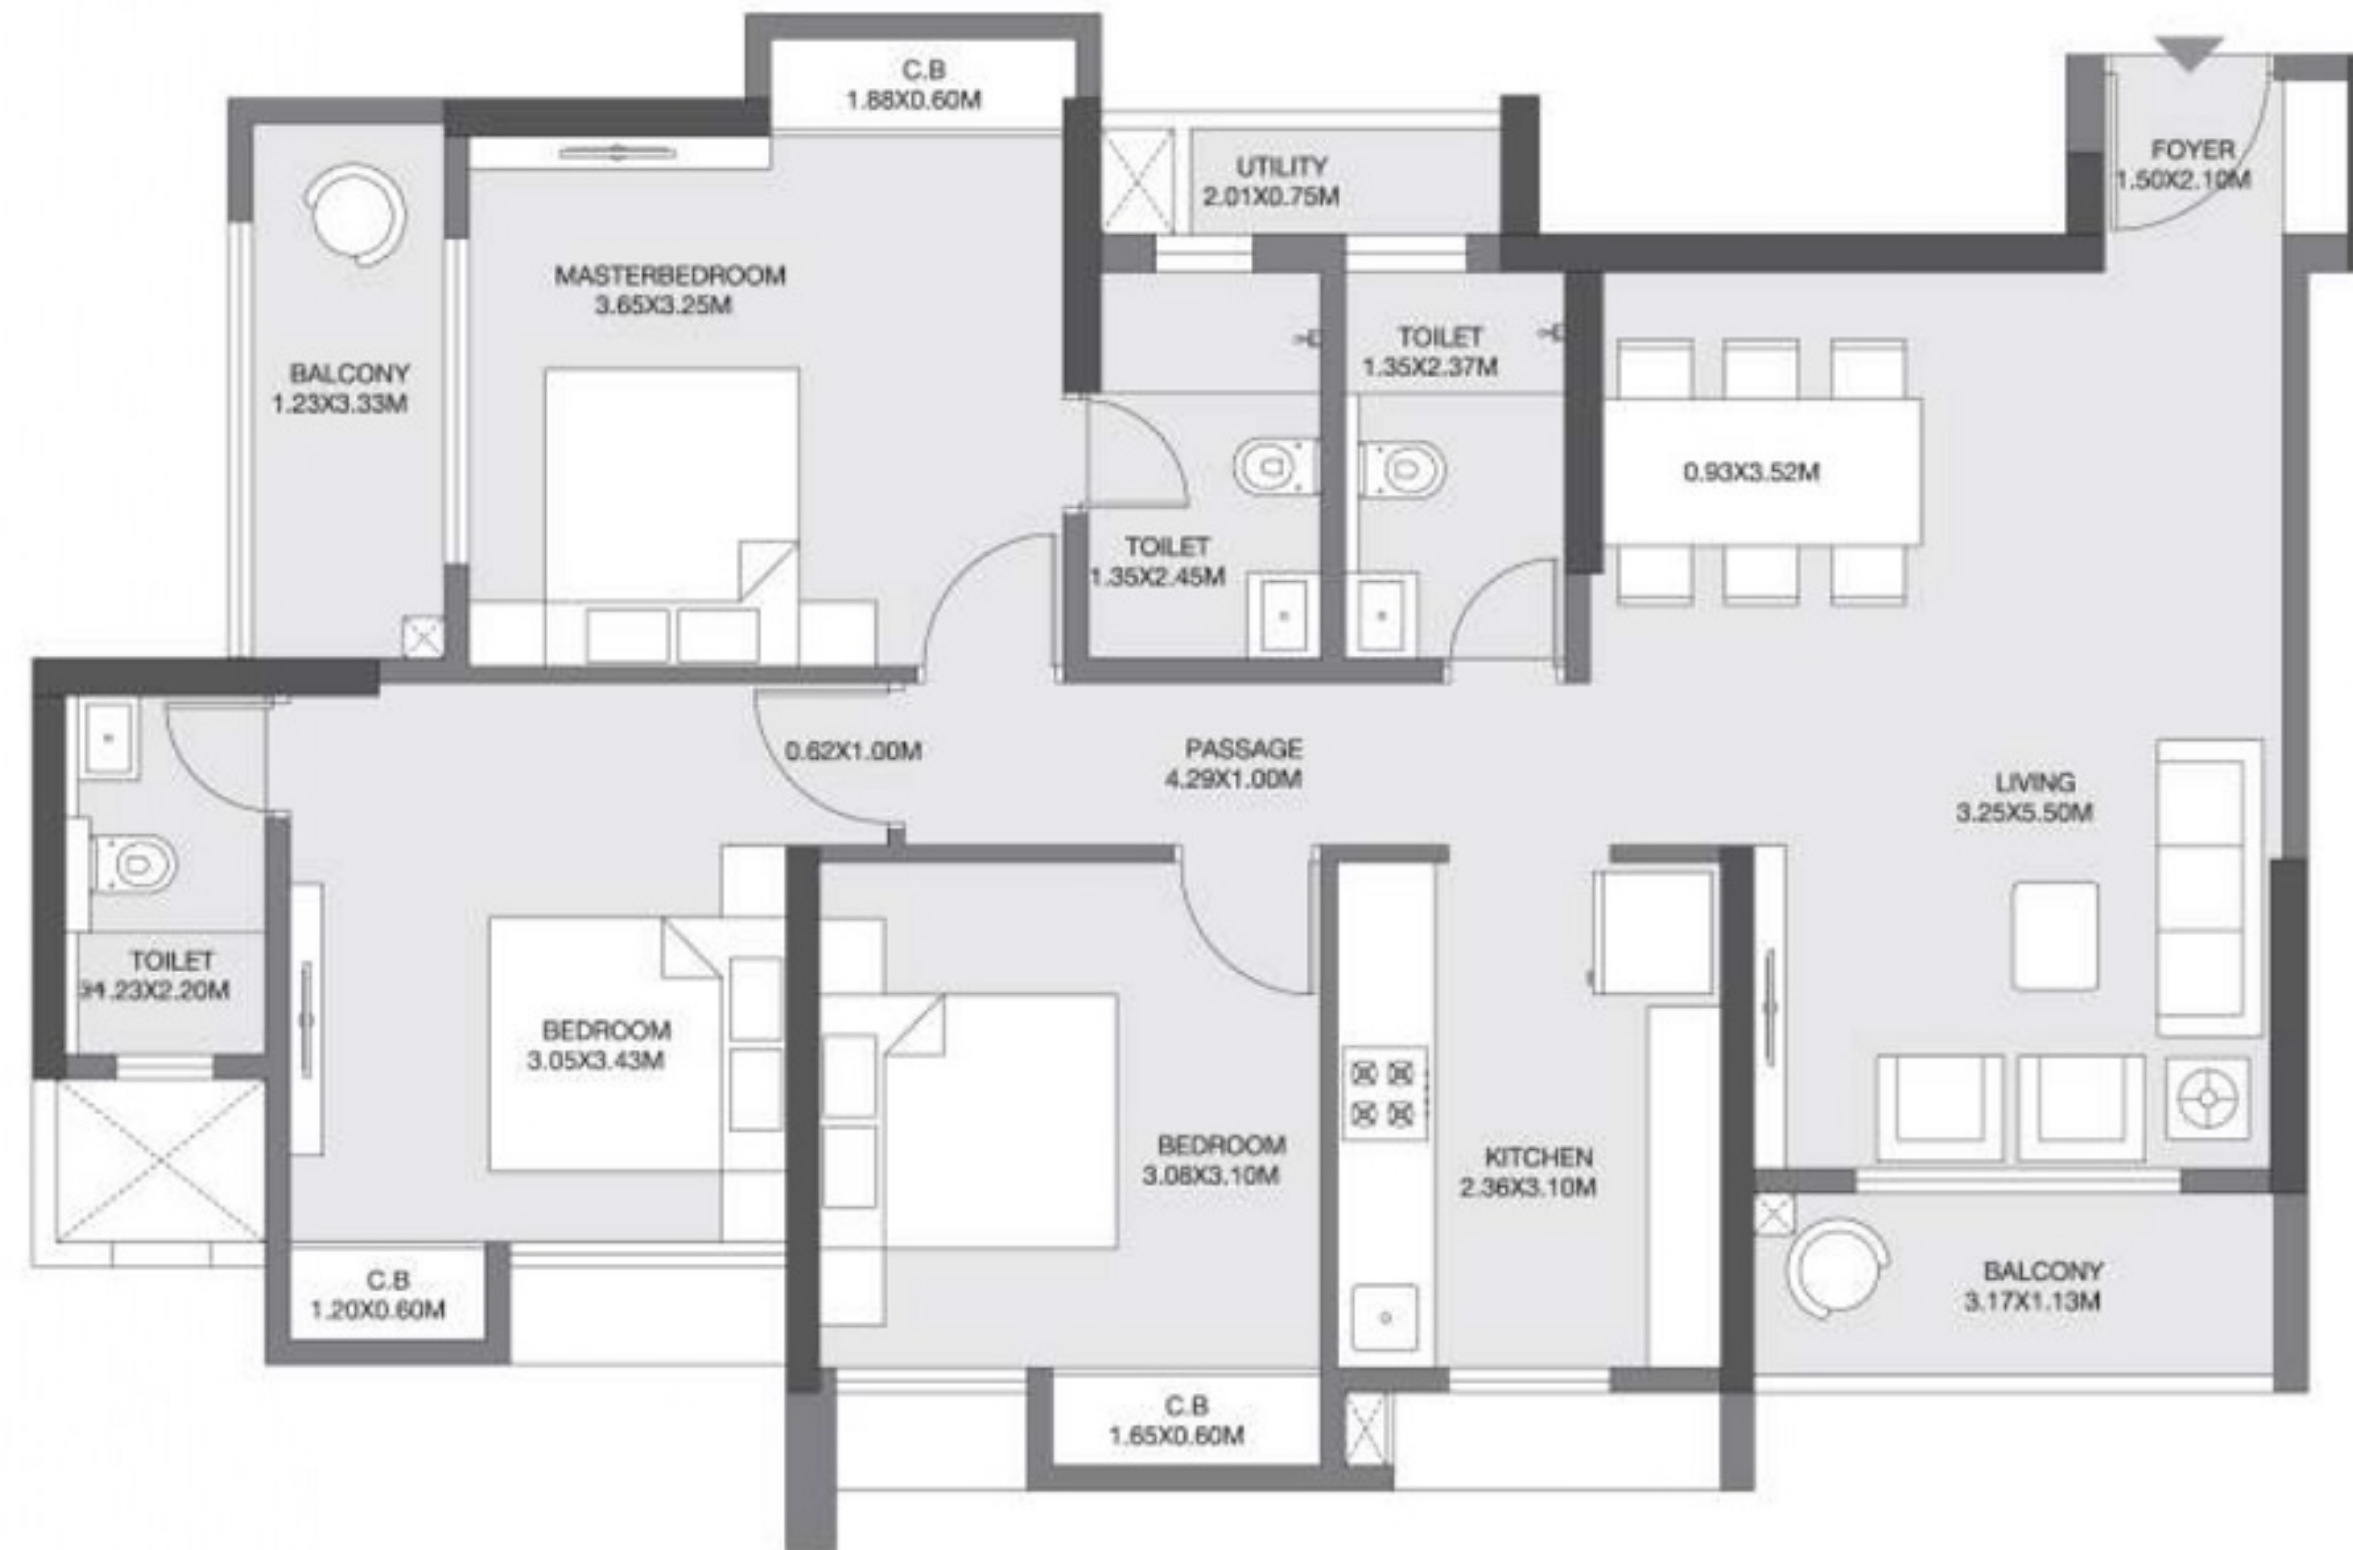 C.B
1.88X0.60M
UTILITY
2.01X0.75M
FOYER
1.50X2.10M
MASTERBEDROOM
3.65X3.25M
BALCONY
1.23X3.33M
TOILET
1.35X2.37M
0.93X3.52M
TOILET
1.35X2.45M
0.62X1.00M
PASSAGE
4.29X1.00M
LIVING
3.25X5.50M
TOILET
1.23X2.20M
BEDROOM
3.05X3.43M
BEDROOM
3.08X3.10M
KITCHEN
2.36X3.10M
BALCONY
3.17X1.13M
C.B
1.20X0.60M
C.B
1.65X0.60M